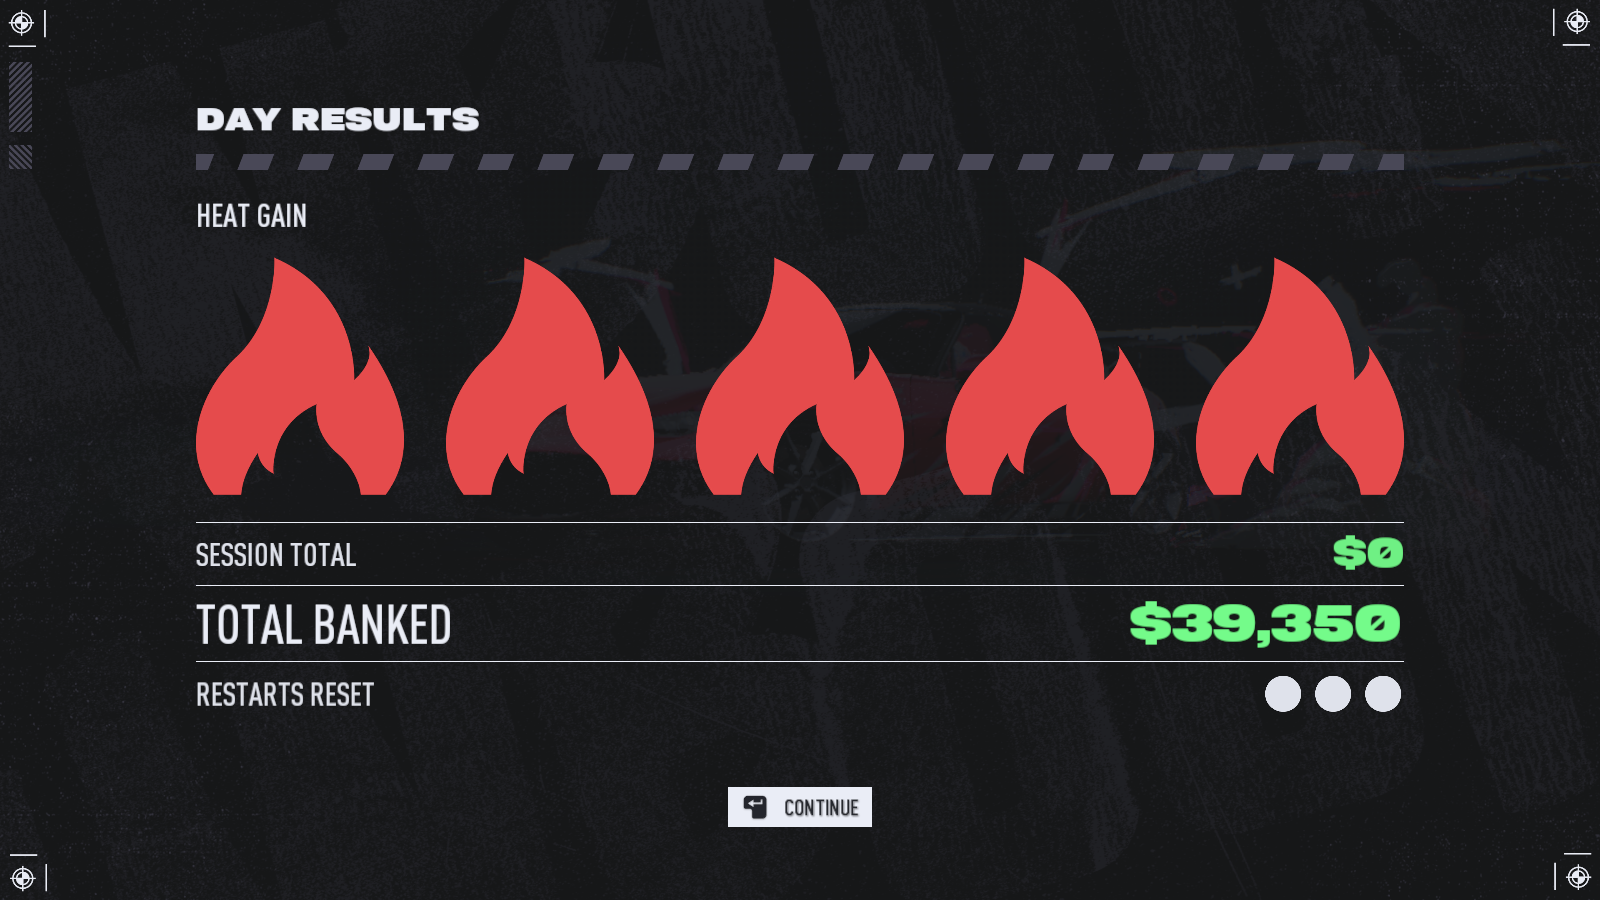 DAY RESULTS
HEAT GAIN
SESSION TOTAL $0
TOTAL BANKED $39,350
RESTARTS RESET
CONTINUE